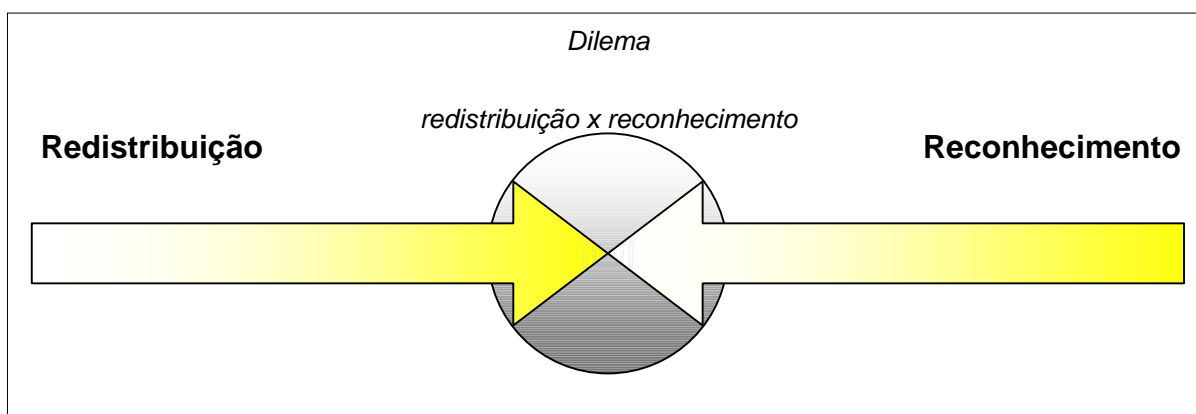 Dilema
redistribuição x reconhecimento
Redistribuição
Reconhecimento